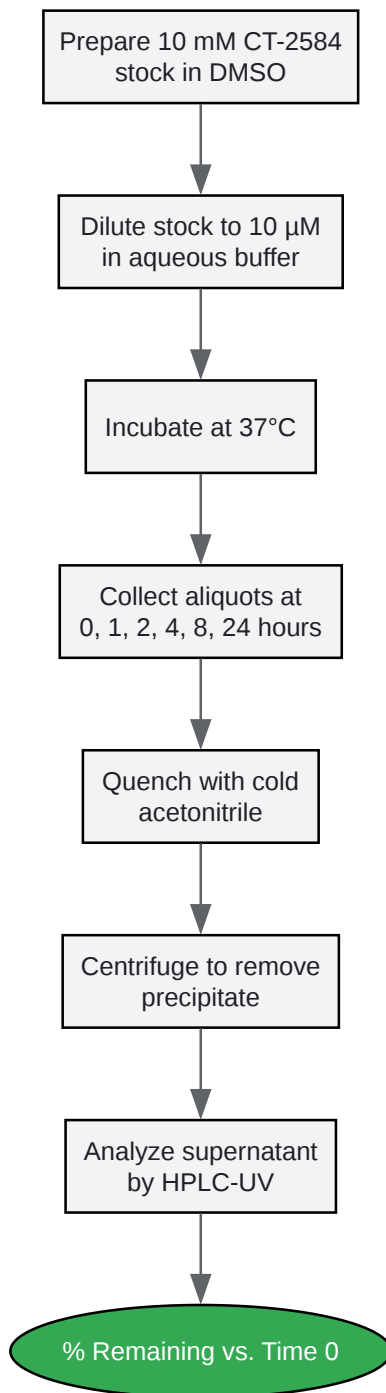 Prepare 10 mM CT-2584
stock in DMSO
Dilute stock to 10 µM
in aqueous buffer
Incubate at 37°C
Collect aliquots at
0, 1, 2, 4, 8, 24 hours
Quench with cold
acetonitrile
Centrifuge to remove
precipitate
Analyze supernatant
by HPLC-UV
% Remaining vs. Time 0